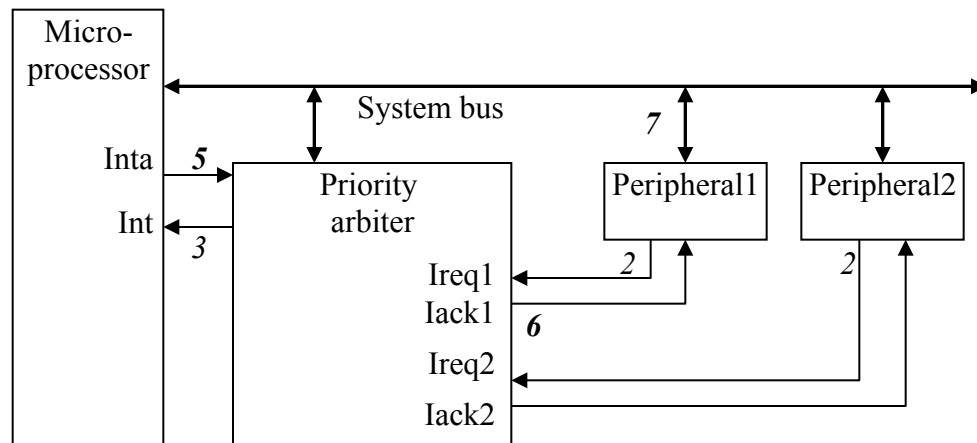 Micro-
processor
System bus
7
Inta
5
Priority
arbiter
Peripheral1
Peripheral2
Int
3
2
2
Ireq1
Iack1
6
Ireq2
Iack2